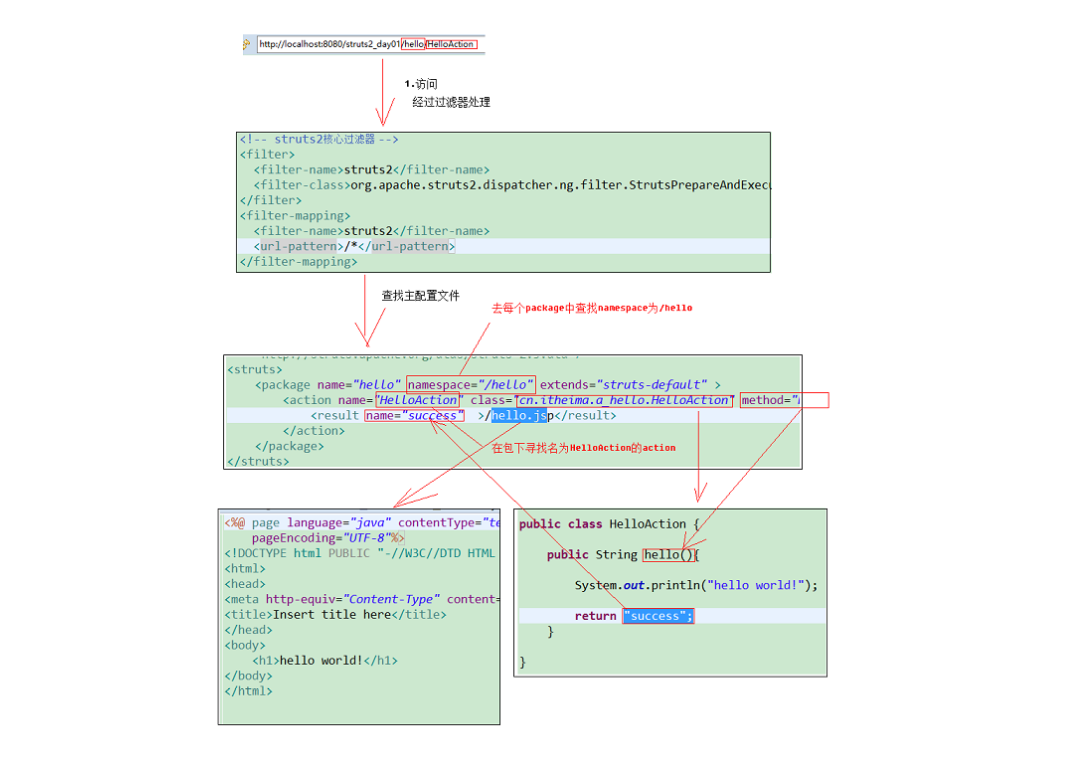 http://localhost:8080/struts2_day01/hello/HelloAction
1.访问
经过过滤器处理
<!-- struts2核心过滤器 -->
<filter>
<filter-name>struts2</filter-name>
<filter-class>org.apache.struts2.dispatcher.ng.filter.StrutsPrepareAndExecu
</filter>
<filter-mapping>
<filter-name>struts2</filter-name>
<url-pattern>/*</url-pattern>
</filter-mapping>
查找主配置文件
去每个package中查找namespace为/hello
<struts>
<package name="hello" namespace="/hello" extends="struts-default" >
<action name="HelloAction" class="cn.itheima.a_hello.HelloAction" method="
<result name="success" >/hello.jsp</result>
</action>
</package>
</struts>
在包下寻找名为HelloAction的action
<%@ page language="java" contentType="te
pageEncoding="UTF-8"%>
<!DOCTYPE html PUBLIC "-//W3C//DTD HTML
<html>
<head>
<meta http-equiv="Content-Type" content=
<title>Insert title here</title>
</head>
<body>
<h1>hello world!</h1>
</body>
</html>
public class HelloAction {
public String hello(){
System.out.println("hello world!");
return "success";
}
}